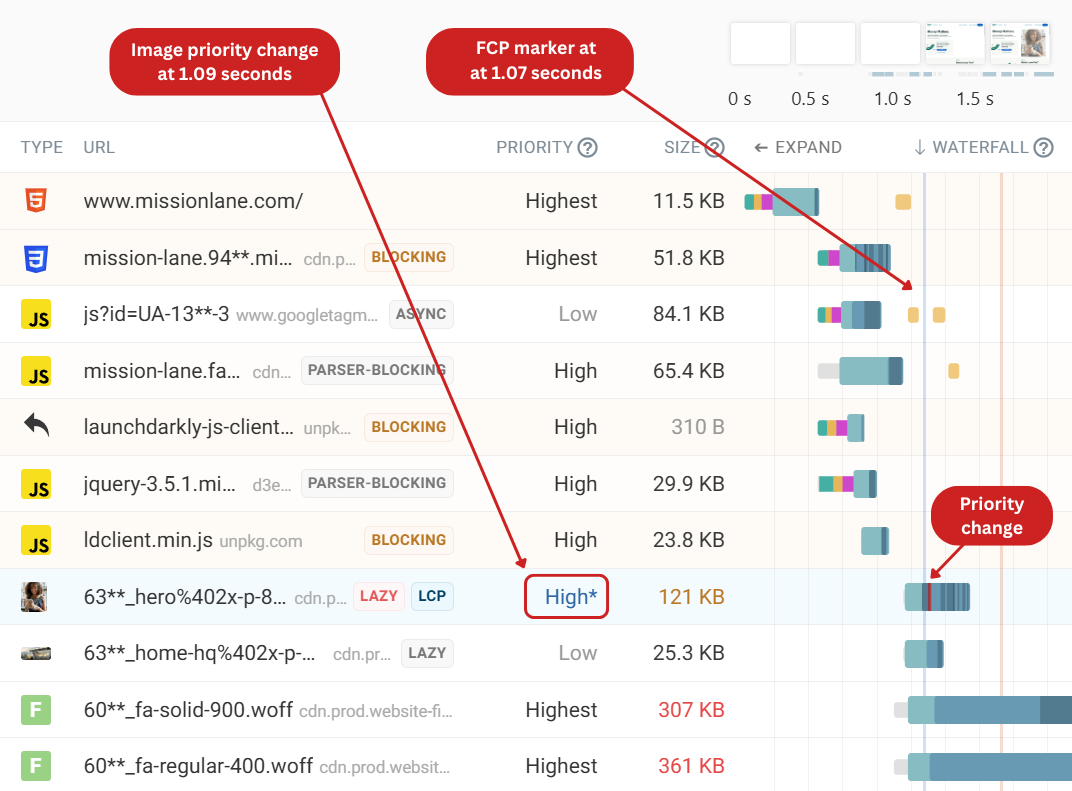 Image priority change
at 1.09 seconds
FCP marker at
at 1.07 seconds
0 s 0.5 s 1.0 s 1.5 s
TYPE URL PRIORITY ? SIZE ? ← EXPAND ↓ WATERFALL ?
5 www.missionlane.com/ Highest 11.5 KB
3 mission-lane.94**.mi... cdn.p... BLOCKING Highest 51.8 KB
JS js?id=UA-13**-3 www.googletagm... ASYNC Low 84.1 KB
JS mission-lane.fa... cdn... PARSER-BLOCKING High 65.4 KB
launchdarkly-js-client... unpk... BLOCKING High 310 B
JS jquery-3.5.1.mi... d3e... PARSER-BLOCKING High 29.9 KB
Priority
change
JS ldclient.min.js unpkg.com BLOCKING High 23.8 KB
63**_hero%402x-p-8... cdn.p... LAZY LCP High* 121 KB
63**_home-hq%402x-p-... cdn.pr... LAZY Low 25.3 KB
F 60**_fa-solid-900.woff cdn.prod.website-fi... Highest 307 KB
F 60**_fa-regular-400.woff cdn.prod.websit... Highest 361 KB